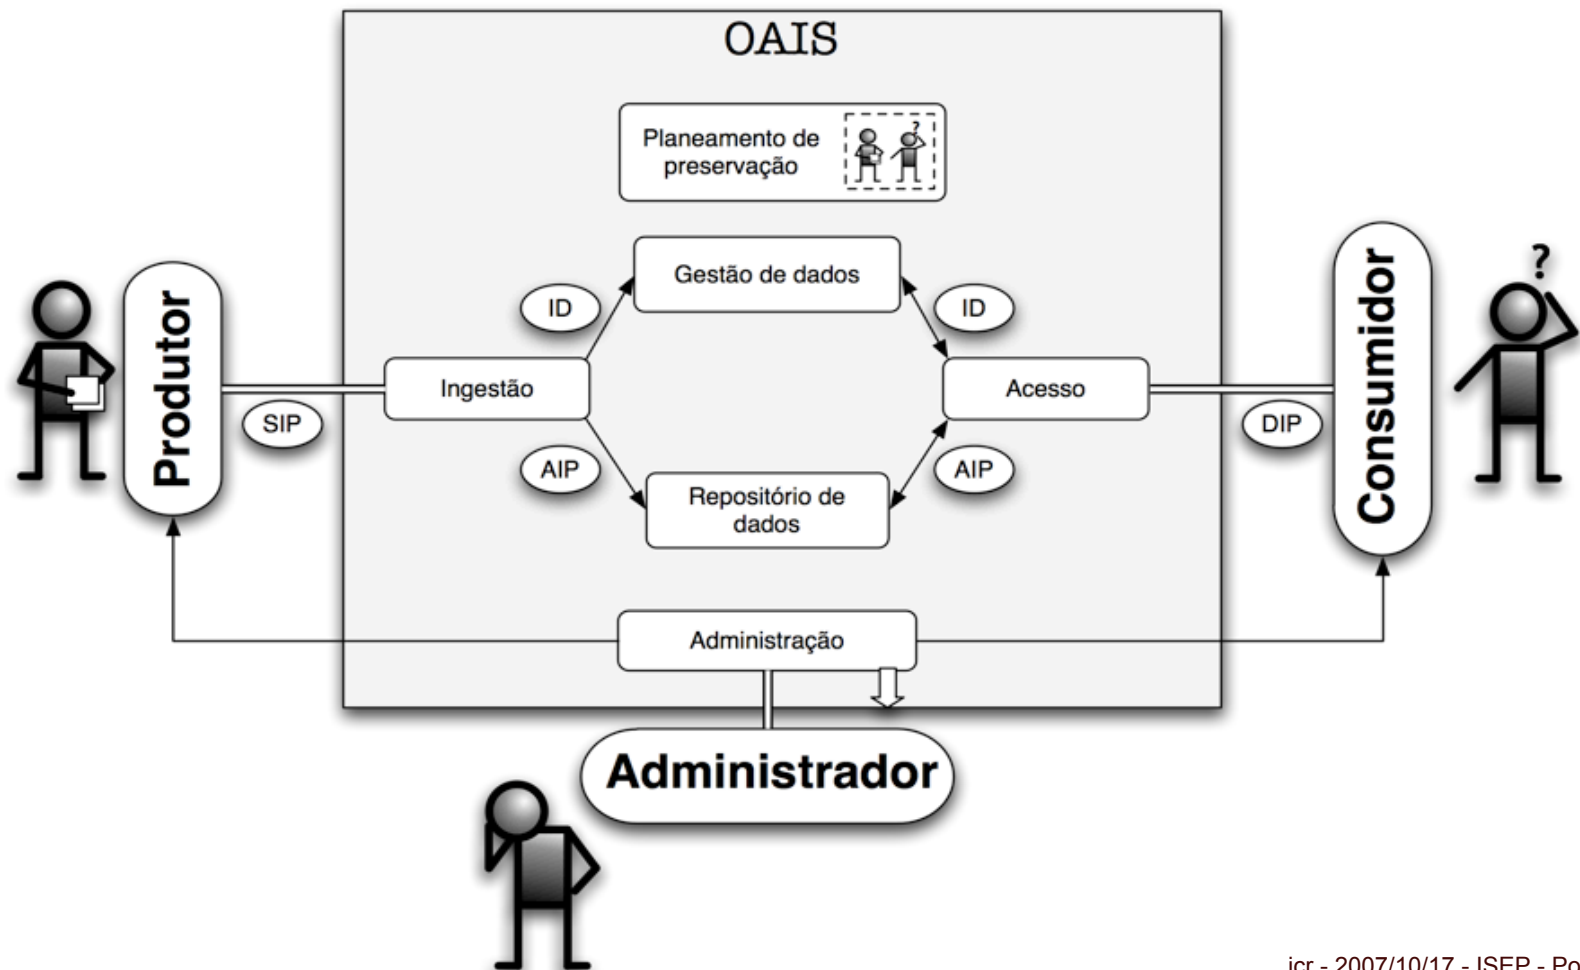 OAIS
Planeamento de
preservação
?
Gestão de dados
ID
ID
?
Produtor
Ingestão
Acesso
Consumidor
SIP
DIP
AIP
AIP
Repositório de
dados
Administração
Administrador
jcr - 2007/10/17 - ISEP - Po